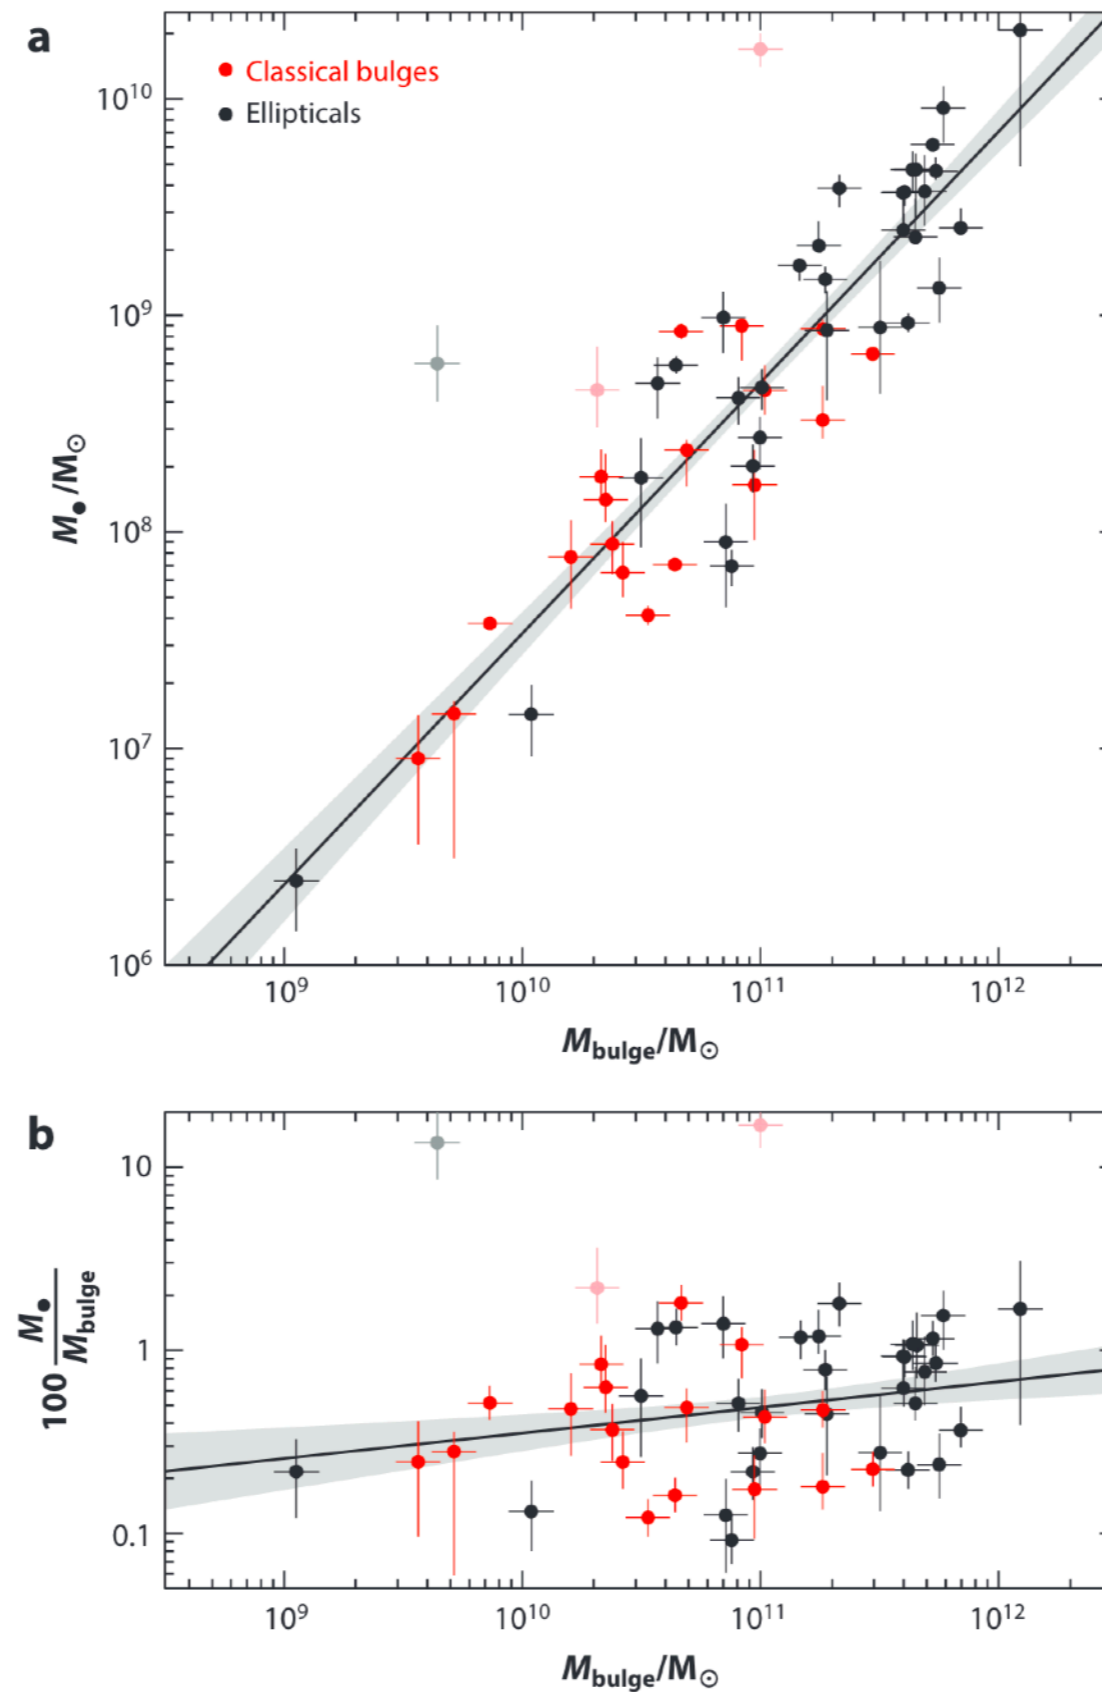 a
Classical bulges
Ellipticals
10¹⁰
10⁹
10⁸
10⁷
10⁶
M●/M⊙
10⁹ 10¹⁰ 10¹¹ 10¹²
Mbulge/M⊙
b
10
1
0.1
100 M●/Mbulge
10⁹ 10¹⁰ 10¹¹ 10¹²
Mbulge/M⊙